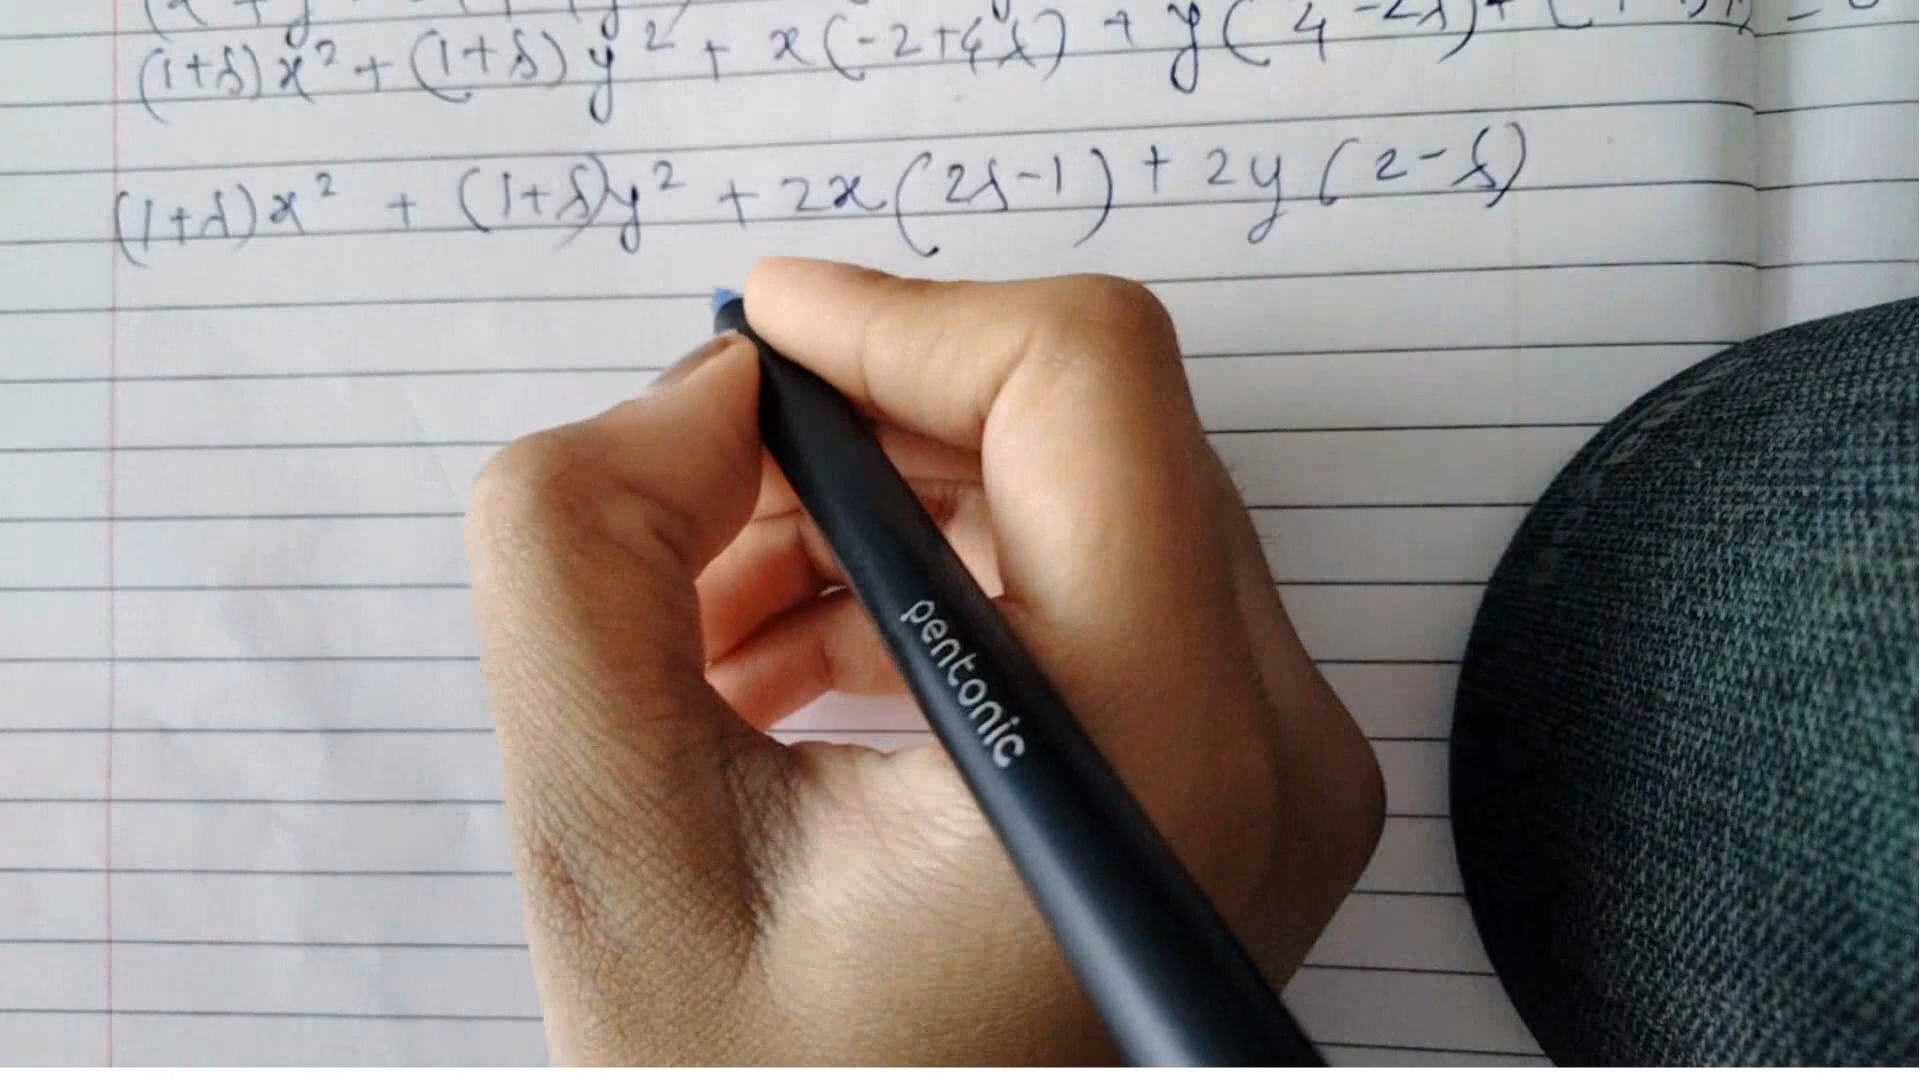 (1+λ)x² + (1+λ)y² + x(-2+4λ) + y(4-2λ)+
(1+λ)x² + (1+λ)y² + 2x(2λ-1) + 2y(2-λ)
pentonic